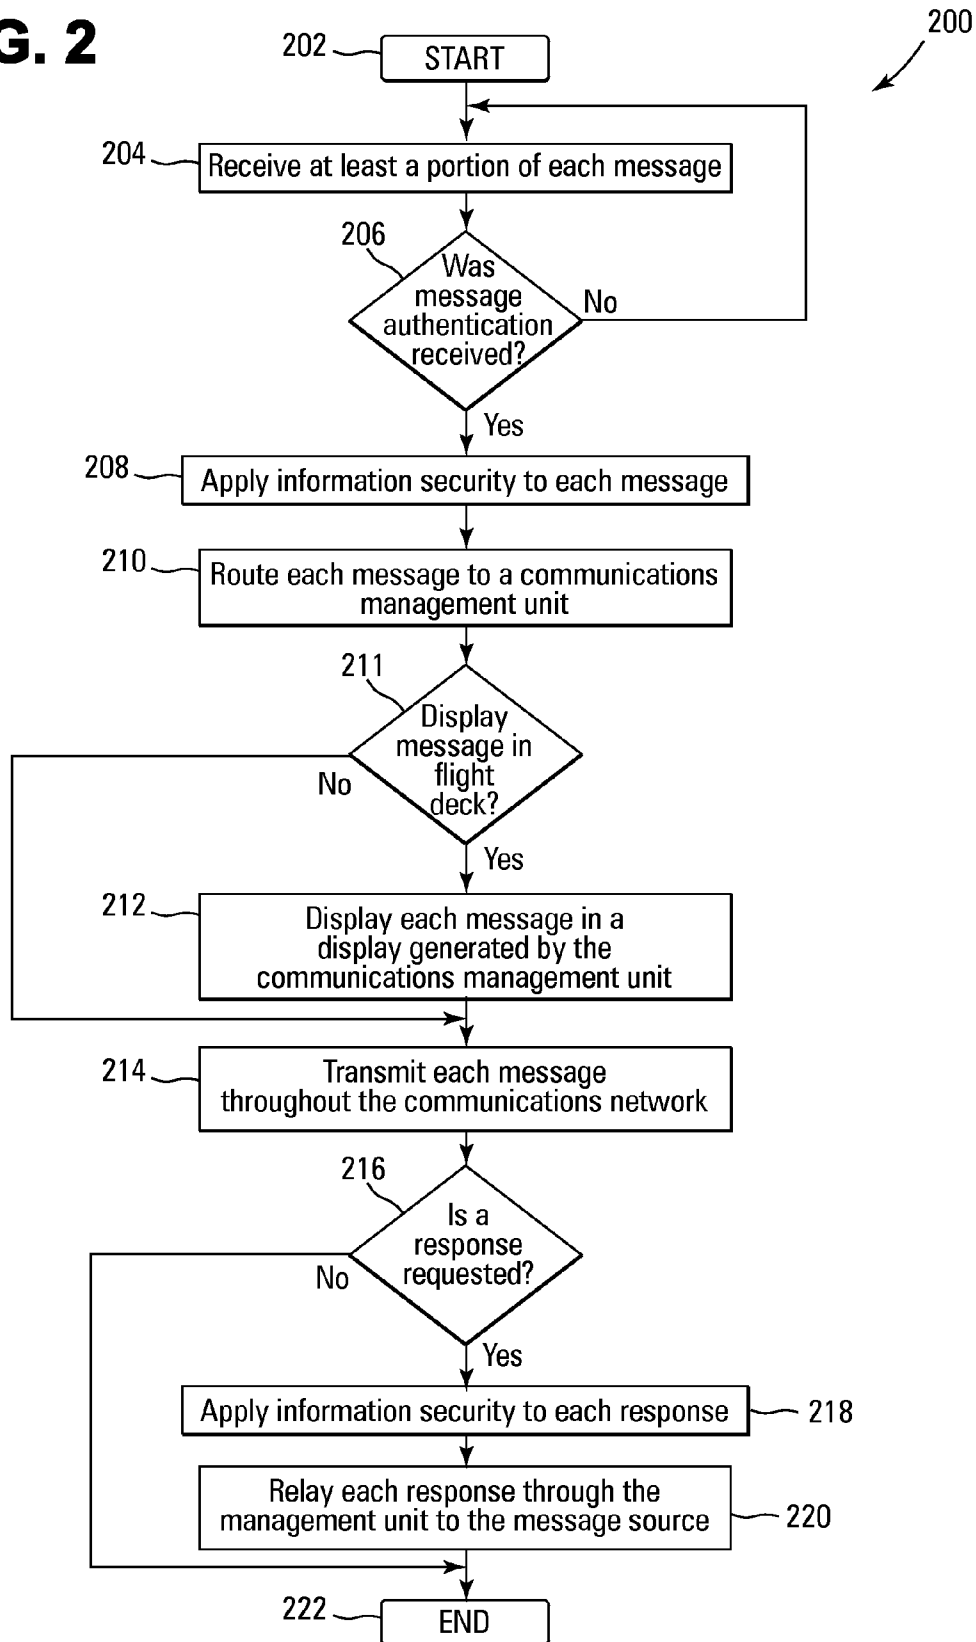 G. 2
200
202
START
204
Receive at least a portion of each message
206
Was
message
authentication
received?
No
Yes
208
Apply information security to each message
210
Route each message to a communications
management unit
211
Display
message in
flight
deck?
No
Yes
212
Display each message in a
display generated by the
communications management unit
214
Transmit each message
throughout the communications network
216
Is a
response
requested?
No
Yes
Apply information security to each response
218
Relay each response through the
management unit to the message source
220
222
END